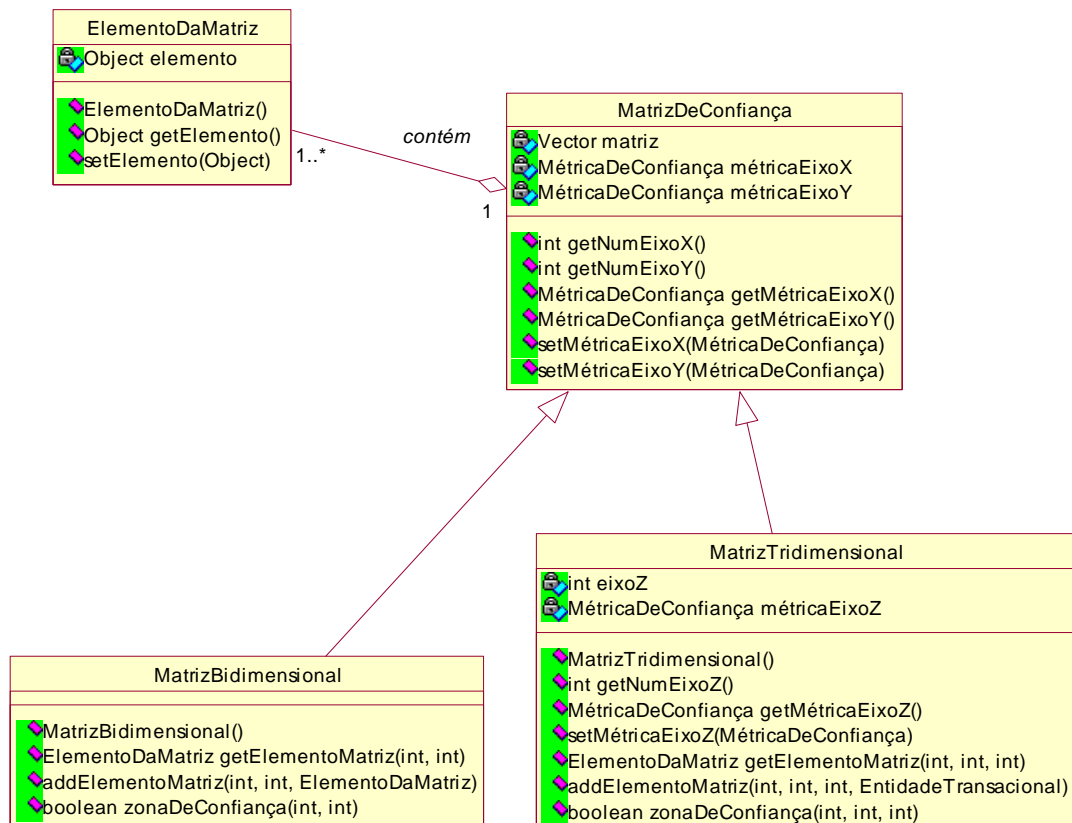 ElementoDaMatriz
Object elemento
ElementoDaMatriz()
Object getElemento()
setElemento(Object)
1..*
contém
1
MatrizDeConfiança
Vector matriz
MétricaDeConfiança métricaEixoX
MétricaDeConfiança métricaEixoY
int getNumEixoX()
int getNumEixoY()
MétricaDeConfiança getMétricaEixoX()
MétricaDeConfiança getMétricaEixoY()
setMétricaEixoX(MétricaDeConfiança)
setMétricaEixoY(MétricaDeConfiança)
MatrizBidimensional
MatrizBidimensional()
ElementoDaMatriz getElementoMatriz(int, int)
addElementoMatriz(int, int, ElementoDaMatriz)
boolean zonaDeConfiança(int, int)
MatrizTridimensional
int eixoZ
MétricaDeConfiança métricaEixoZ
MatrizTridimensional()
int getNumEixoZ()
MétricaDeConfiança getMétricaEixoZ()
setMétricaEixoZ(MétricaDeConfiança)
ElementoDaMatriz getElementoMatriz(int, int, int)
addElementoMatriz(int, int, int, EntidadeTransacional)
boolean zonaDeConfiança(int, int, int)